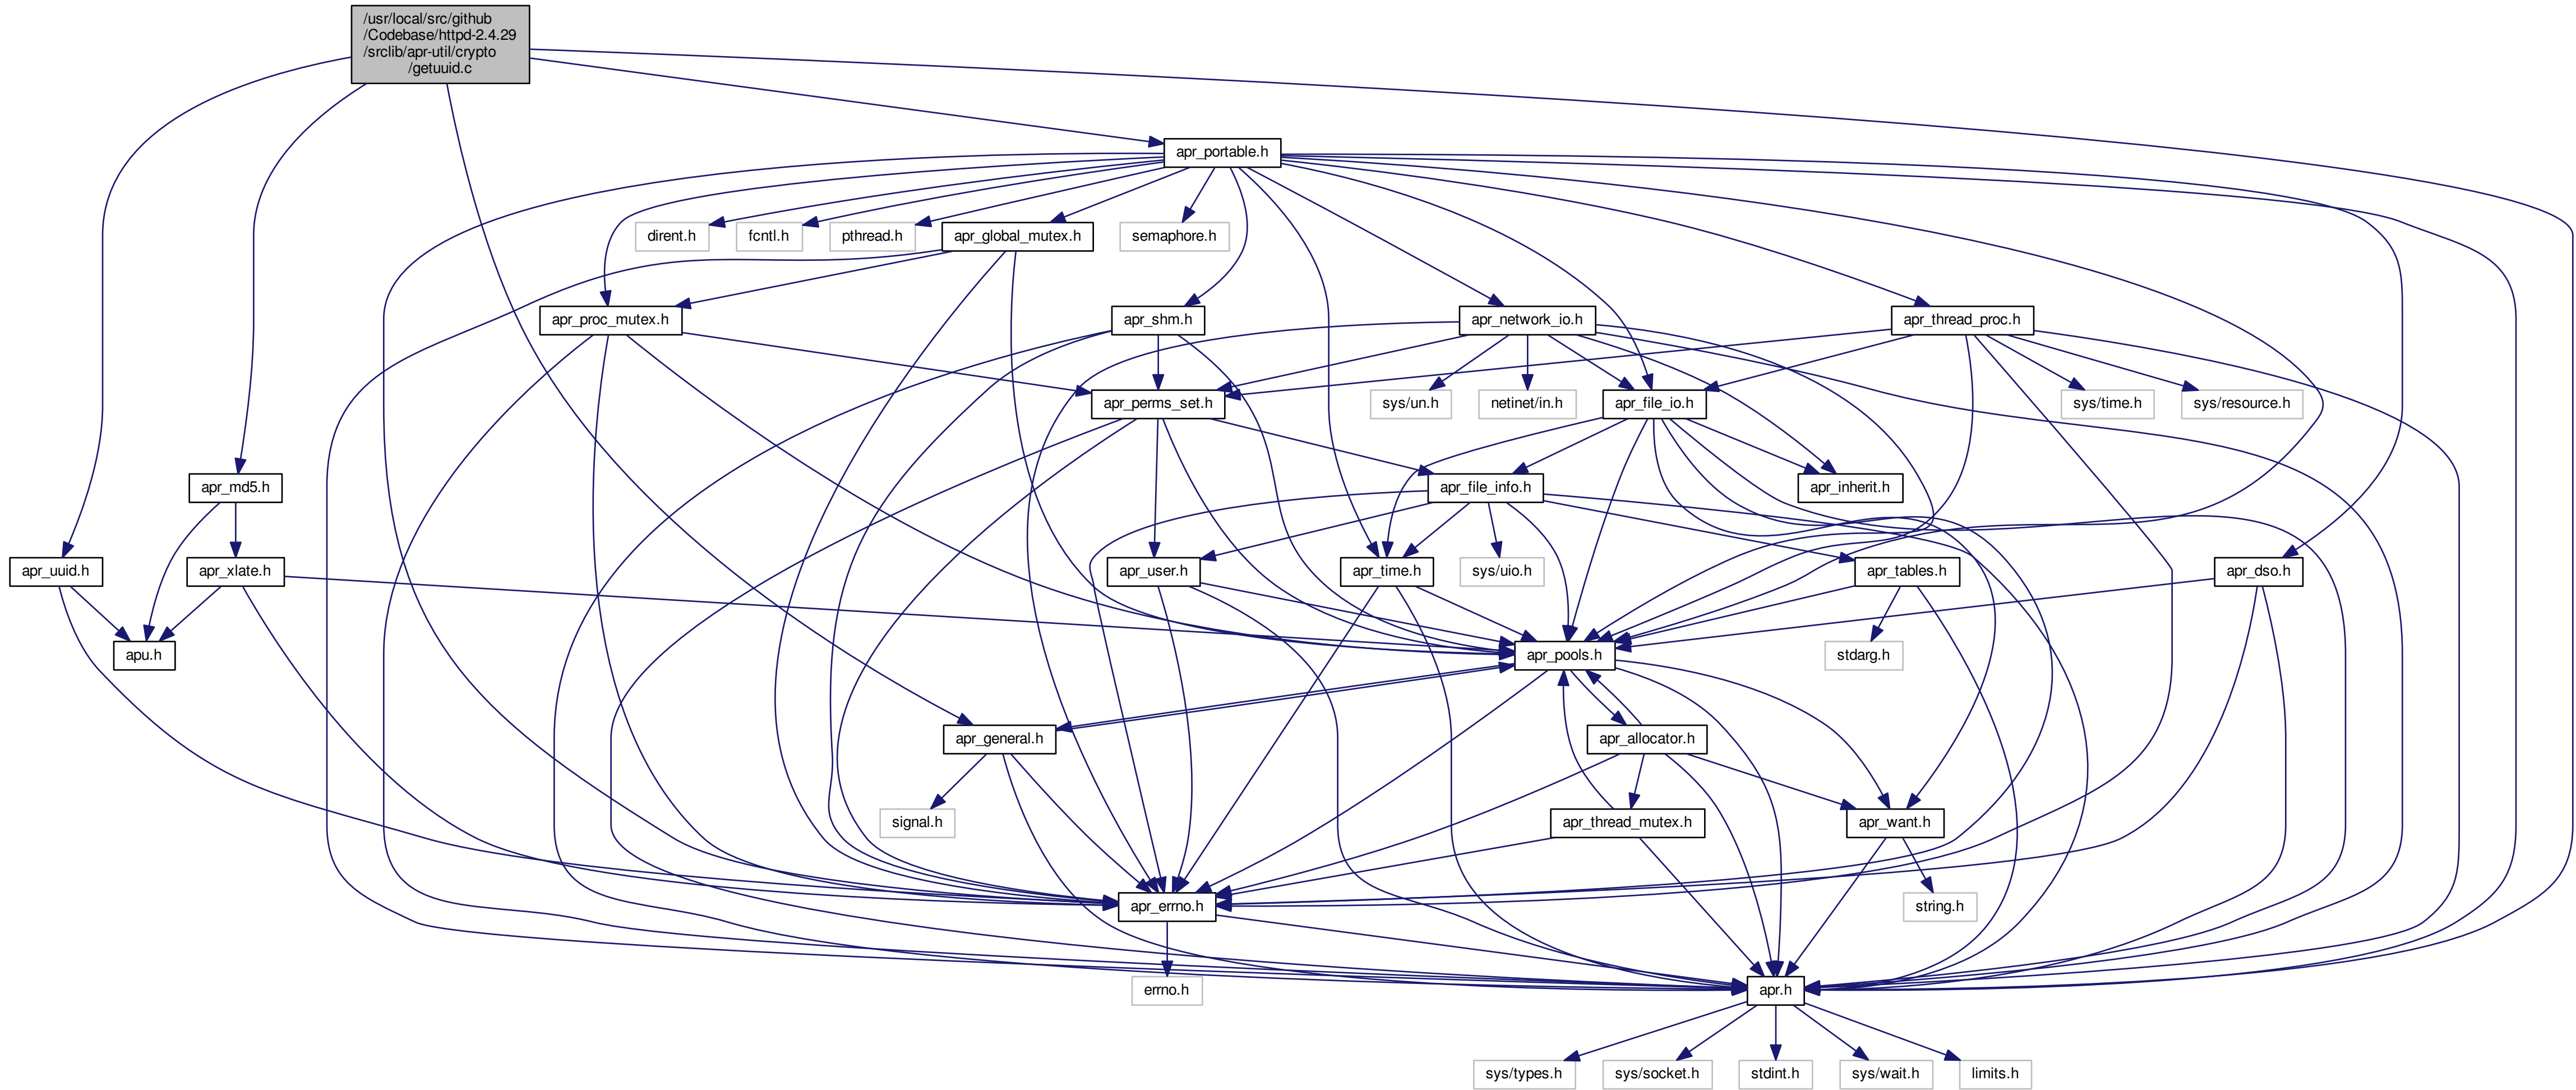 /usr/local/src/github
/Codebase/httpd-2.4.29
/srclib/apr-util/crypto
/getuuid.c
apr_portable.h
dirent.h
fcntl.h
pthread.h
apr_global_mutex.h
semaphore.h
apr_proc_mutex.h
apr_shm.h
apr_network_io.h
apr_thread_proc.h
apr_perms_set.h
sys/un.h
netinet/in.h
apr_file_io.h
sys/time.h
sys/resource.h
apr_md5.h
apr_file_info.h
apr_inherit.h
apr_uuid.h
apr_xlate.h
apr_user.h
apr_time.h
sys/uio.h
apr_tables.h
apr_dso.h
apu.h
apr_pools.h
stdarg.h
apr_general.h
apr_allocator.h
signal.h
apr_thread_mutex.h
apr_want.h
apr_errno.h
string.h
errno.h
apr.h
sys/types.h
sys/socket.h
stdint.h
sys/wait.h
limits.h